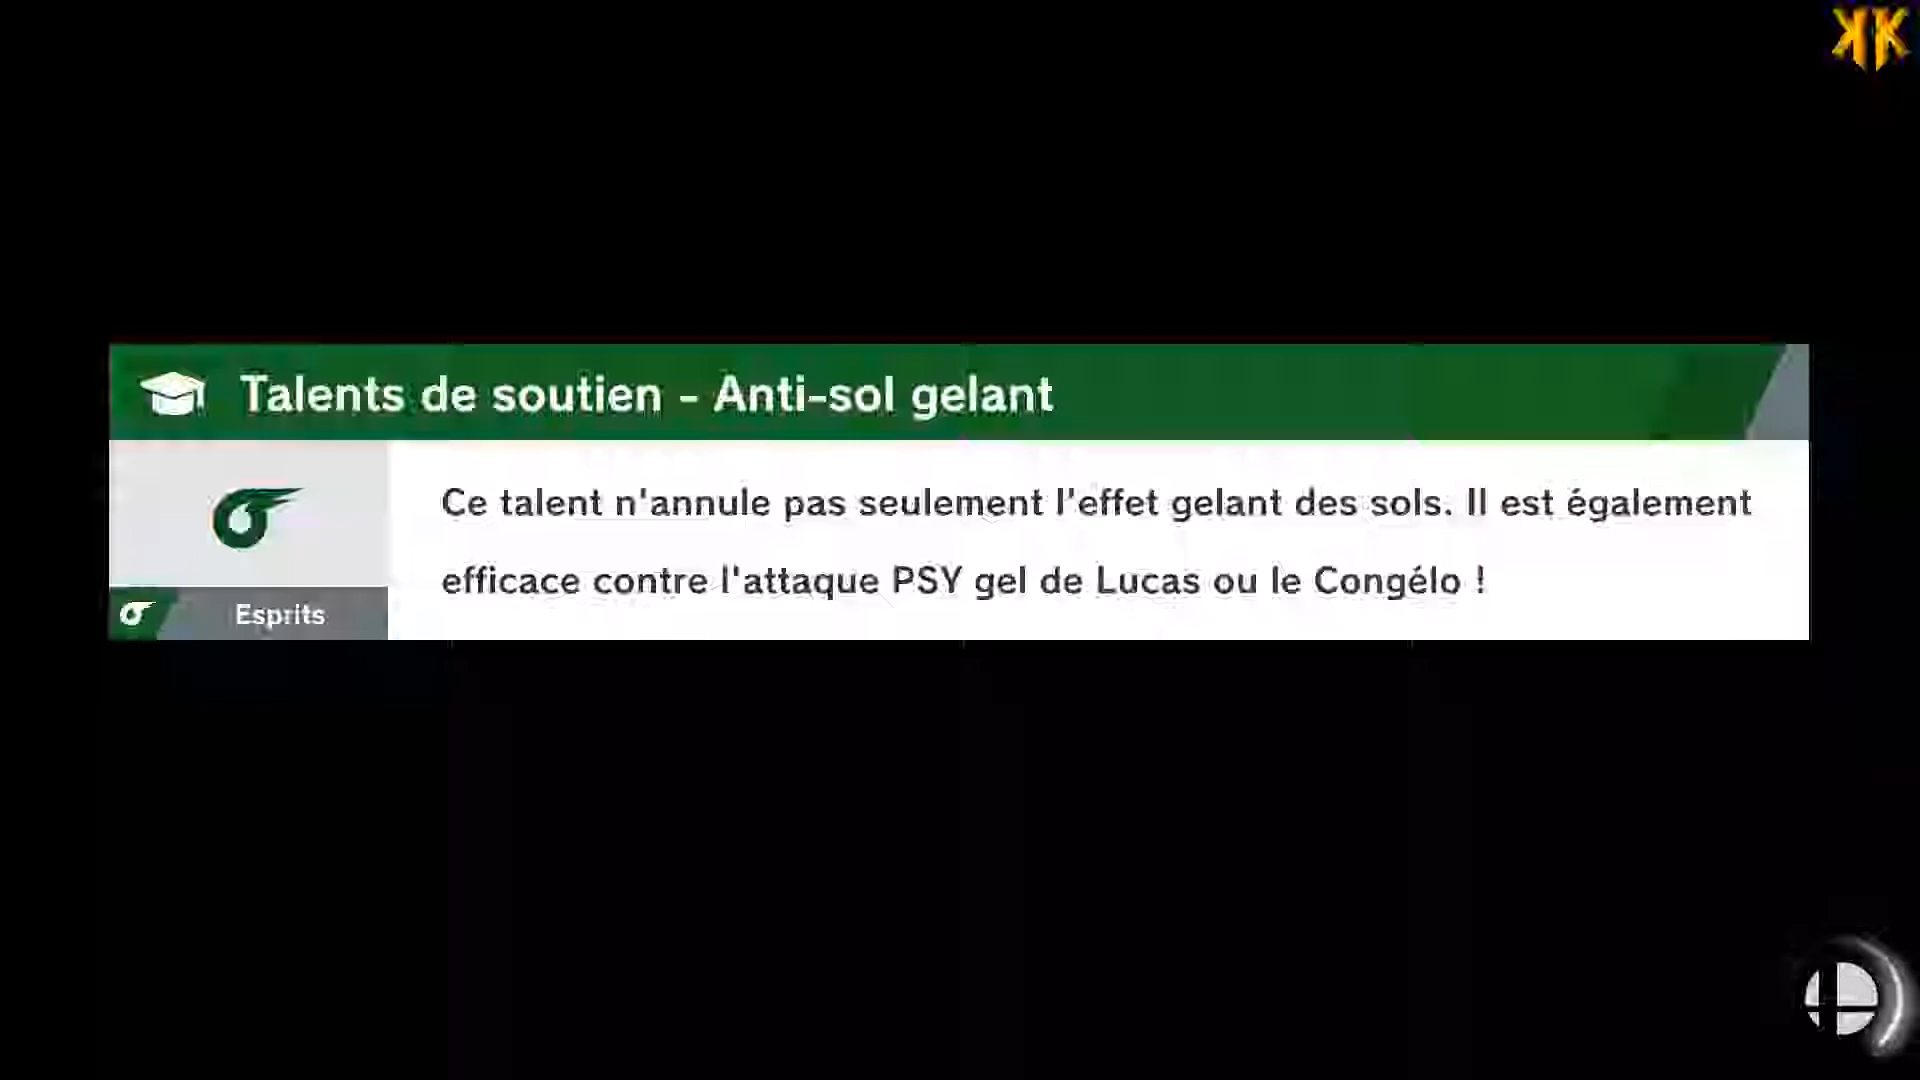 KK
Talents de soutien - Anti-sol gelant
Ce talent n'annule pas seulement l'effet gelant des sols. Il est également
efficace contre l'attaque PSY gel de Lucas ou le Congélo !
Esprits